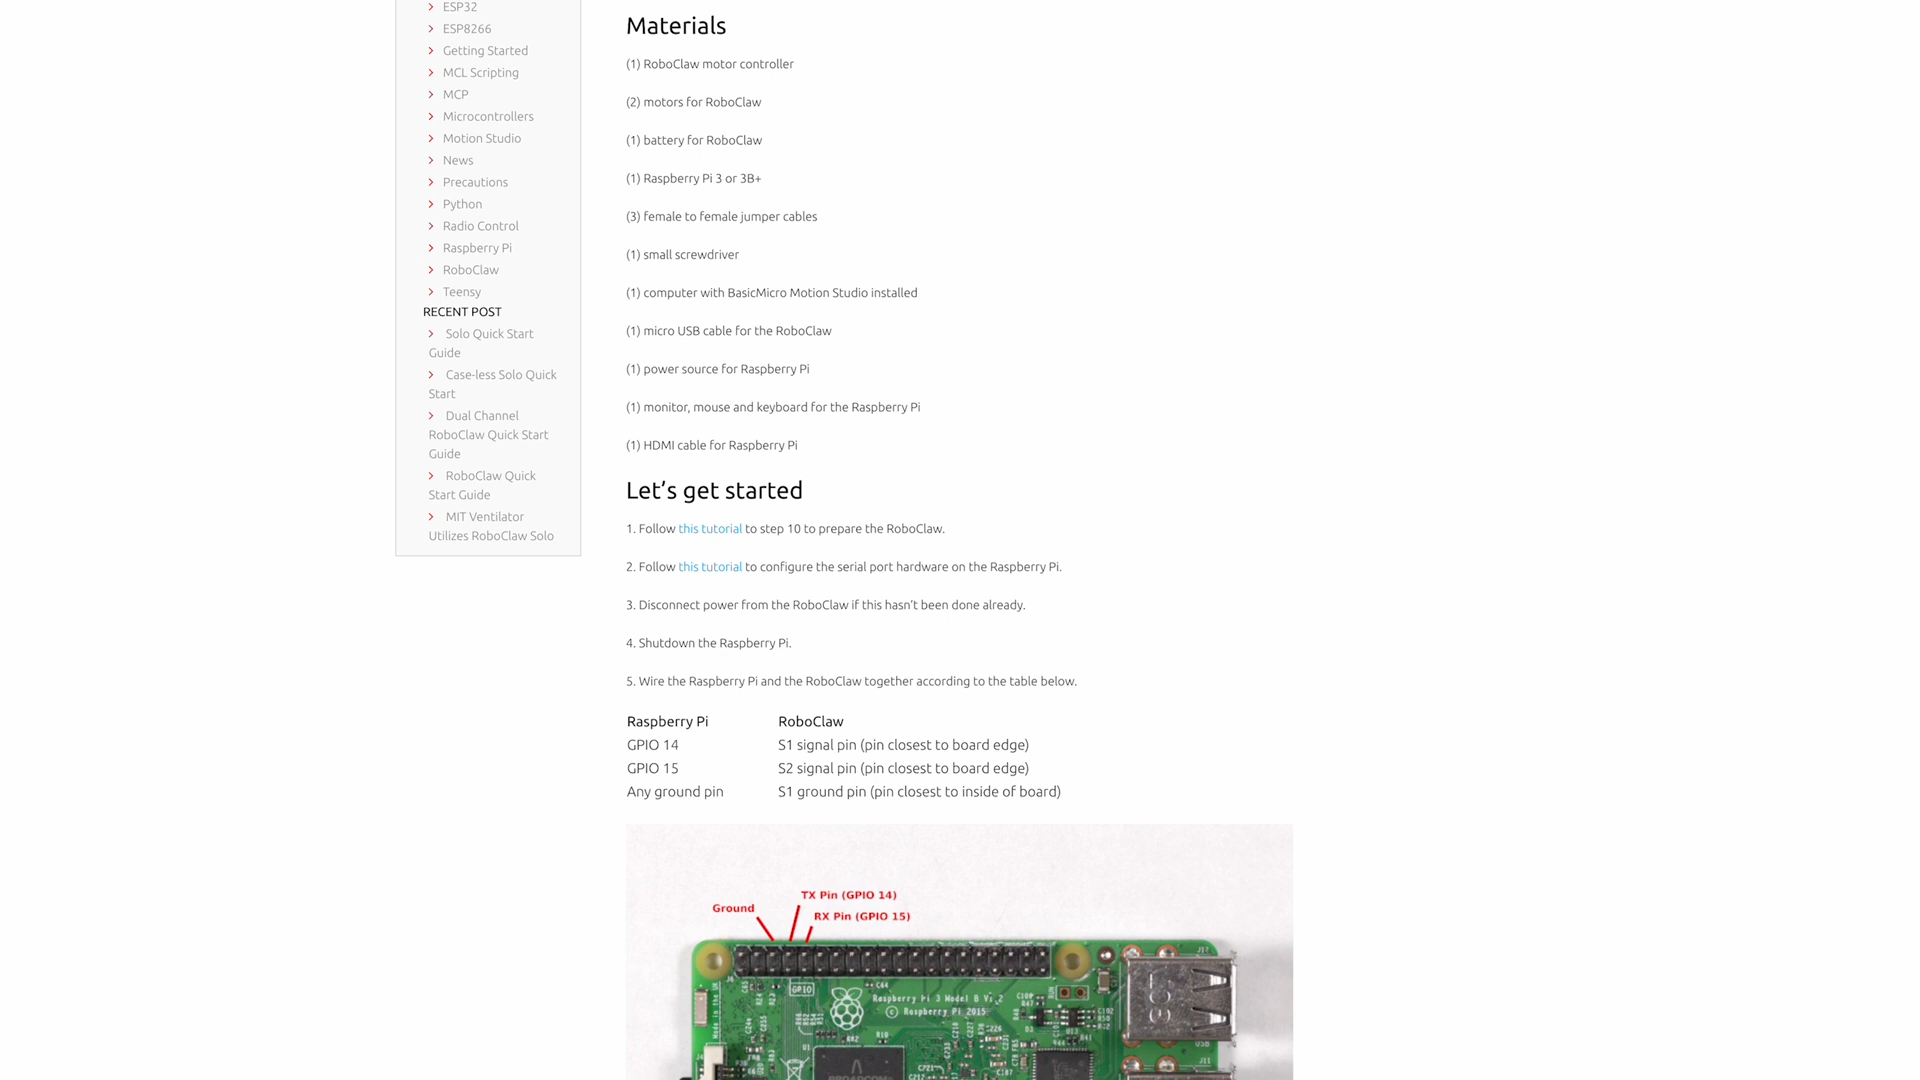 ESP32
ESP8266
Getting Started
MCL Scripting
MCP
Microcontrollers
Motion Studio
News
Precautions
Python
Radio Control
Raspberry Pi
RoboClaw
Teensy
RECENT POST
Solo Quick Start
Guide
Case-less Solo Quick
Start
Dual Channel
RoboClaw Quick Start
Guide
RoboClaw Quick
Start Guide
MIT Ventilator
Utilizes RoboClaw Solo
Materials
(1) RoboClaw motor controller
(2) motors for RoboClaw
(1) battery for RoboClaw
(1) Raspberry Pi 3 or 3B+
(3) female to female jumper cables
(1) small screwdriver
(1) computer with BasicMicro Motion Studio installed
(1) micro USB cable for the RoboClaw
(1) power source for Raspberry Pi
(1) monitor, mouse and keyboard for the Raspberry Pi
(1) HDMI cable for Raspberry Pi
Let’s get started
1. Follow this tutorial to step 10 to prepare the RoboClaw.
2. Follow this tutorial to configure the serial port hardware on the Raspberry Pi.
3. Disconnect power from the RoboClaw if this hasn’t been done already.
4. Shutdown the Raspberry Pi.
5. Wire the Raspberry Pi and the RoboClaw together according to the table below.
Raspberry Pi RoboClaw
GPIO 14 S1 signal pin (pin closest to board edge)
GPIO 15 S2 signal pin (pin closest to board edge)
Any ground pin S1 ground pin (pin closest to inside of board)
TX Pin (GPIO 14)
Ground
RX Pin (GPIO 15)
GPIO
Raspberry Pi 3 Model B V1.2
© Raspberry Pi 2015
USB
J11